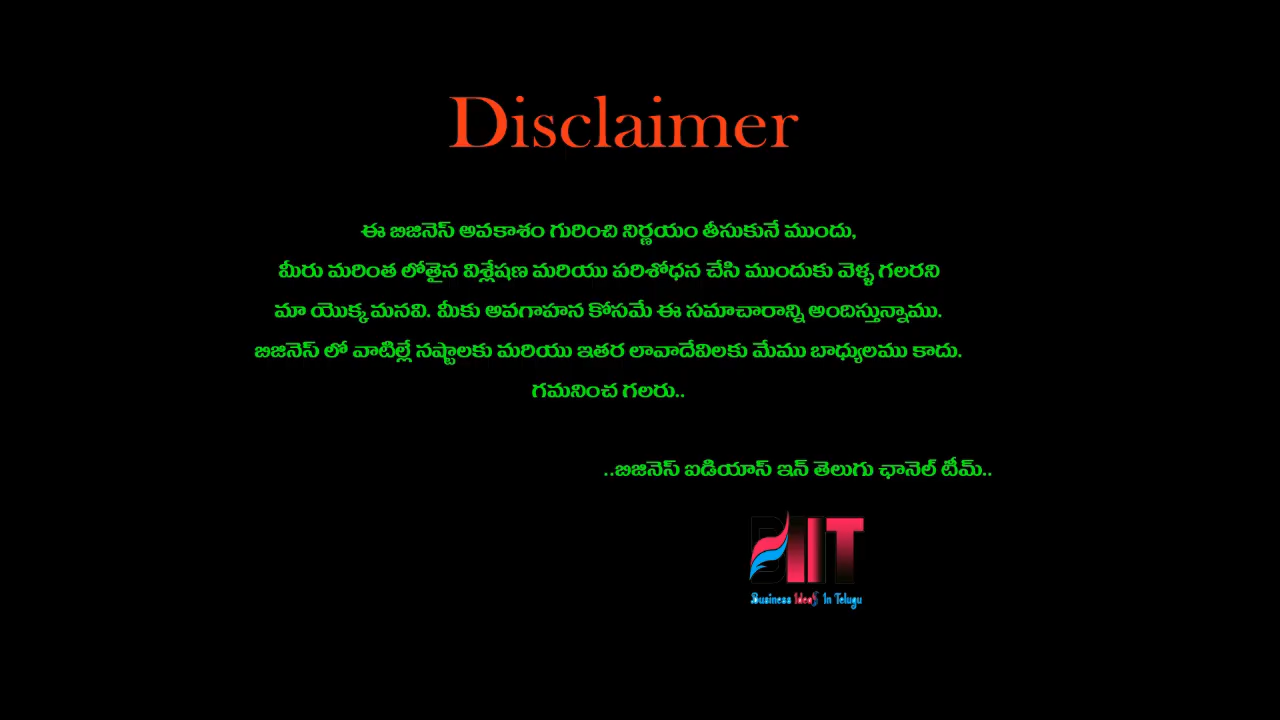 Disclaimer
ఈ బిజినెస్ అవకాశం గురించి నిర్ణయం తీసుకునే ముందు,
మీరు మరింత లోతైన విశ్లేషణ మరియు పరిశోధన చేసి ముందుకు వెళ్ళ గలరని
మా యొక్క మనవి. మీకు అవగాహన కోసమే ఈ సమాచారాన్ని అందిస్తున్నాము.
బిజినెస్ లో వాటిల్లే నష్టాలకు మరియు ఇతర లావాదేవిలకు మేము బాధ్యులము కాదు.
గమనించ గలరు..
..బిజినెస్ ఐడియాస్ ఇన్ తెలుగు ఛానెల్ టీమ్..
BIIT
Business Ideas In Telugu